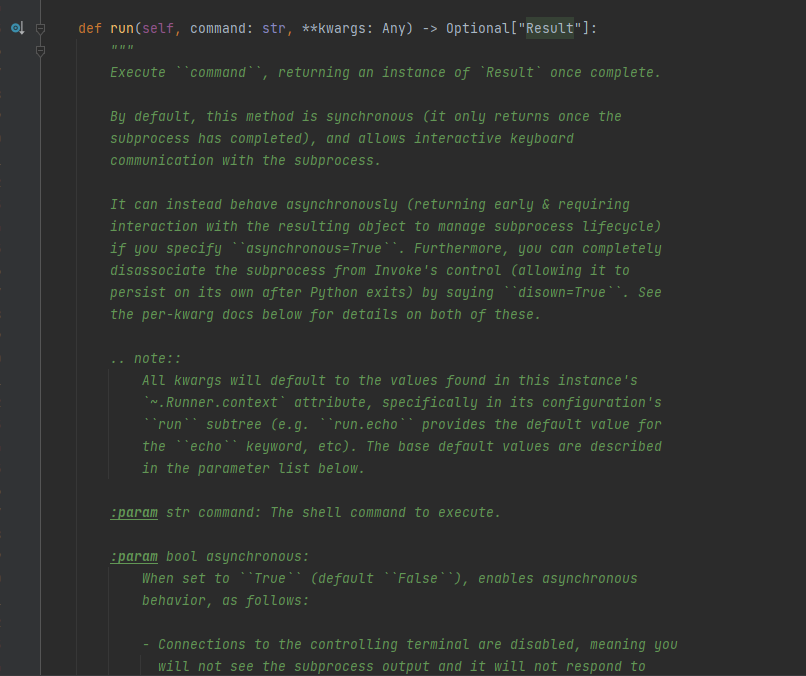 def run(self, command: str, **kwargs: Any) -> Optional["Result"]:
"""
Execute ``command``, returning an instance of `Result` once complete.
By default, this method is synchronous (it only returns once the
subprocess has completed), and allows interactive keyboard
communication with the subprocess.
It can instead behave asynchronously (returning early & requiring
interaction with the resulting object to manage subprocess lifecycle)
if you specify ``asynchronous=True``. Furthermore, you can completely
disassociate the subprocess from Invoke's control (allowing it to
persist on its own after Python exits) by saying ``disown=True``. See
the per-kwarg docs below for details on both of these.
.. note::
All kwargs will default to the values found in this instance's
`~.Runner.context` attribute, specifically in its configuration's
``run`` subtree (e.g. ``run.echo`` provides the default value for
the ``echo`` keyword, etc). The base default values are described
in the parameter list below.
:param str command: The shell command to execute.
:param bool asynchronous:
When set to ``True`` (default ``False``), enables asynchronous
behavior, as follows:
- Connections to the controlling terminal are disabled, meaning you
will not see the subprocess output and it will not respond to